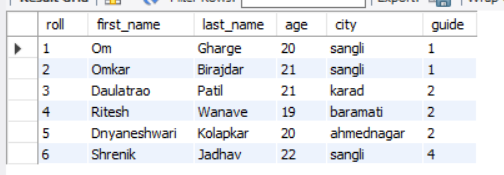 roll first_name last_name age city guide
1 Om Gharge 20 sangli 1
2 Omkar Birajdar 21 sangli 1
3 Daulatrao Patil 21 karad 2
4 Ritesh Wanave 19 baramati 2
5 Dnyaneshwari Kolapkar 20 ahmednagar 2
6 Shrenik Jadhav 22 sangli 4